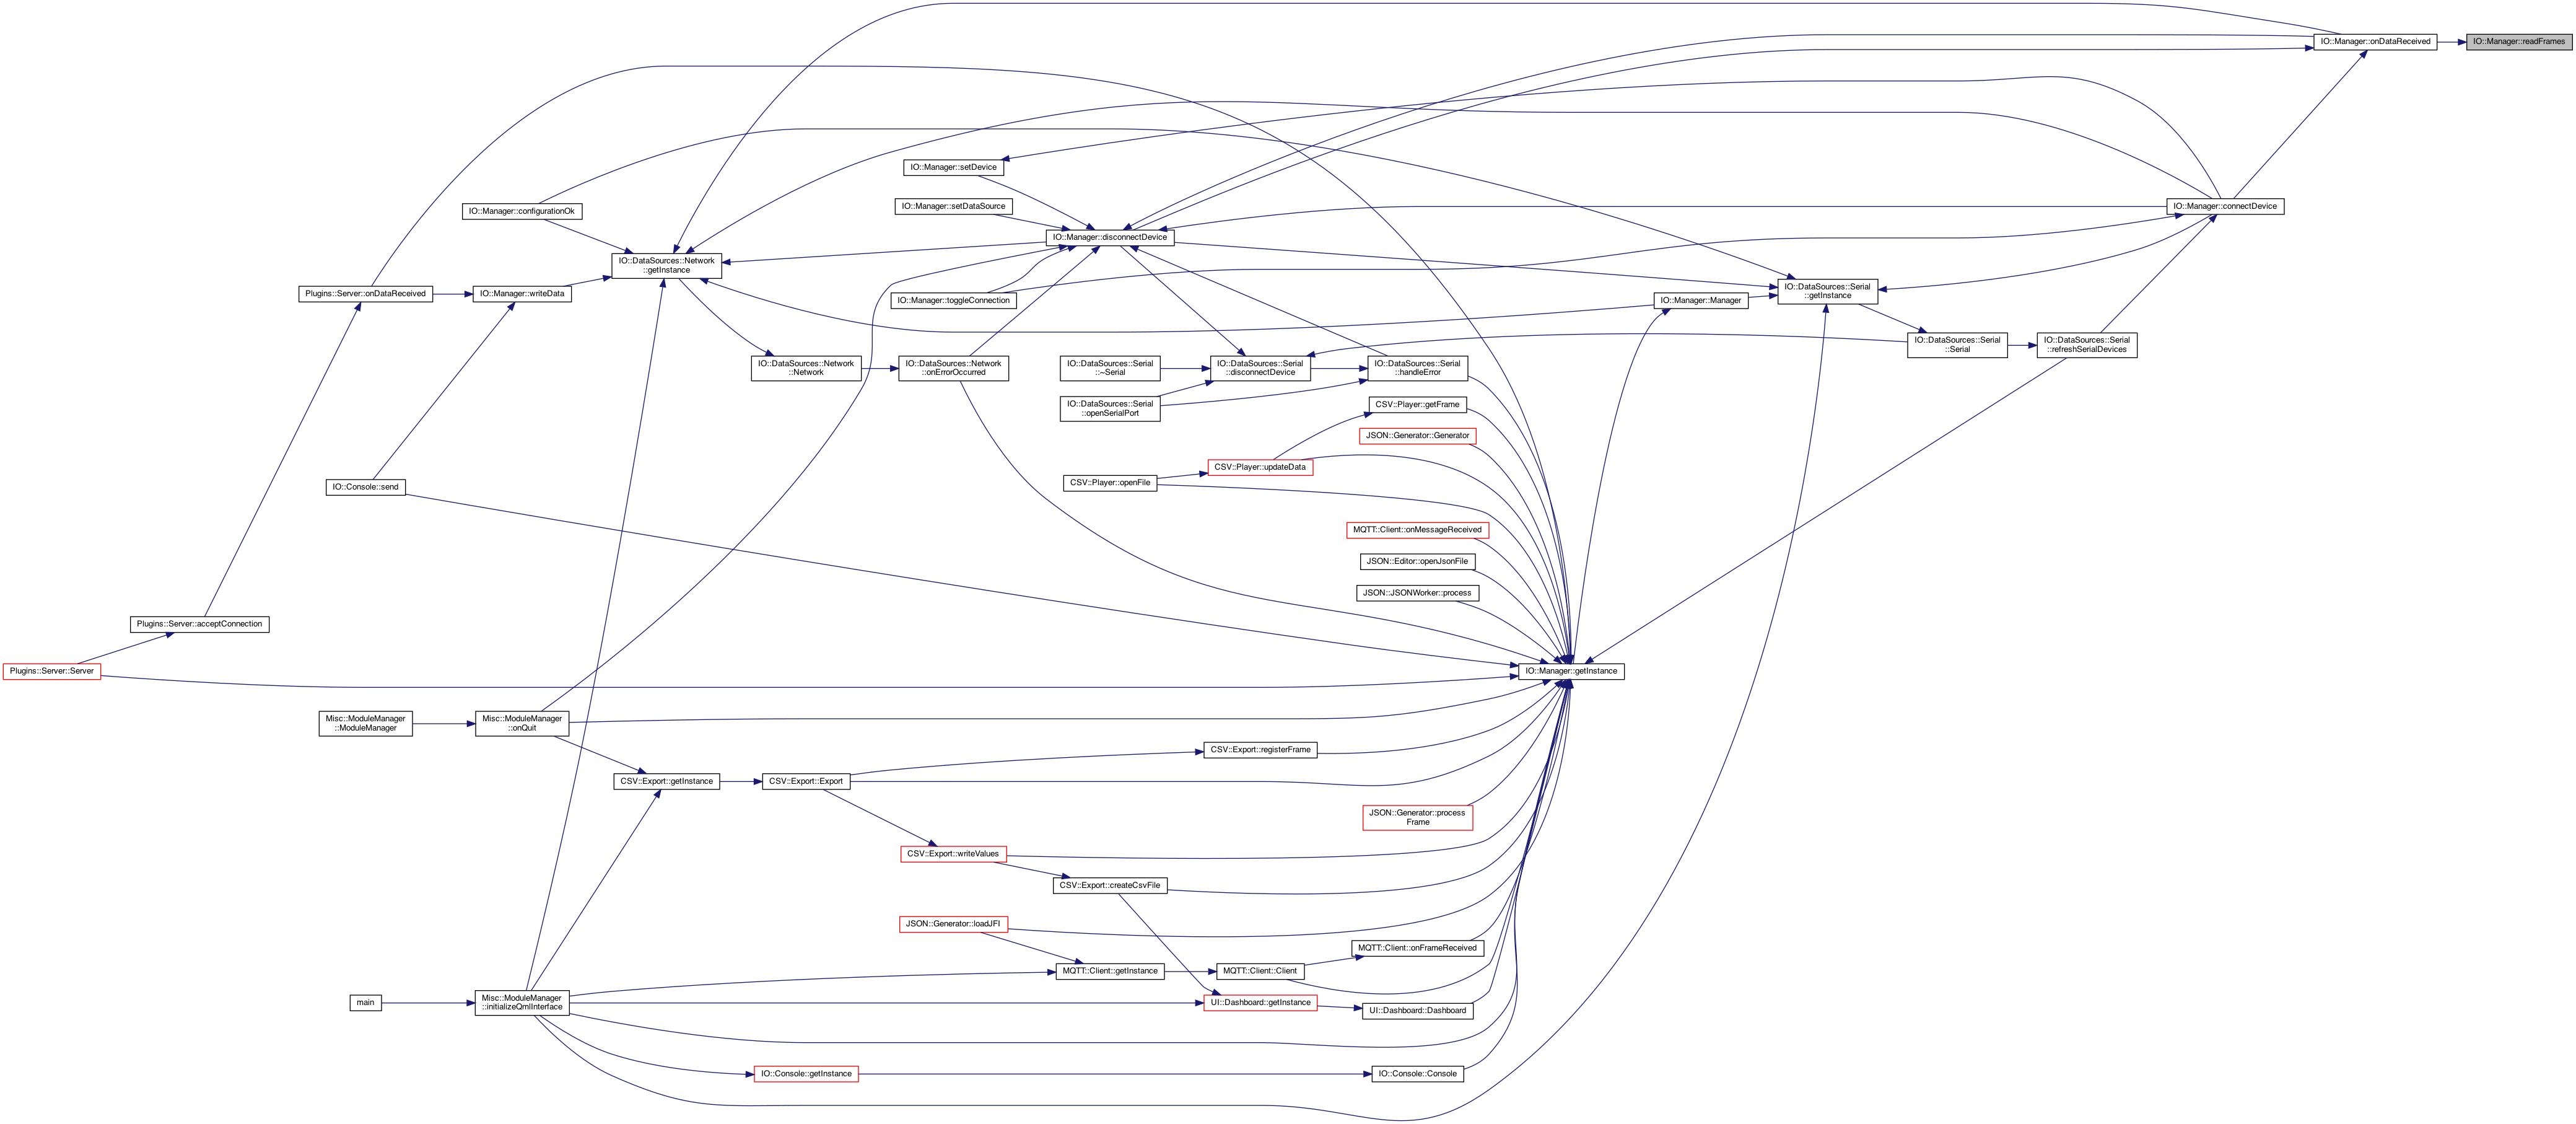 IO::Manager::onDataReceived
IO::Manager::readFrames
IO::Manager::setDevice
IO::Manager::setDataSource
IO::Manager::configurationOk
IO::Manager::connectDevice
IO::Manager::disconnectDevice
IO::DataSources::Network
::getInstance
Plugins::Server::onDataReceived
IO::Manager::writeData
IO::Manager::toggleConnection
IO::Manager::Manager
IO::DataSources::Serial
::getInstance
IO::DataSources::Network
::Network
IO::DataSources::Network
::onErrorOccurred
IO::DataSources::Serial
::~Serial
IO::DataSources::Serial
::disconnectDevice
IO::DataSources::Serial
::handleError
IO::DataSources::Serial
::Serial
IO::DataSources::Serial
::refreshSerialDevices
IO::DataSources::Serial
::openSerialPort
CSV::Player::getFrame
JSON::Generator::Generator
CSV::Player::updateData
CSV::Player::openFile
IO::Console::send
MQTT::Client::onMessageReceived
JSON::Editor::openJsonFile
JSON::JSONWorker::process
Plugins::Server::acceptConnection
Plugins::Server::Server
IO::Manager::getInstance
Misc::ModuleManager
::ModuleManager
Misc::ModuleManager
::onQuit
CSV::Export::registerFrame
CSV::Export::getInstance
CSV::Export::Export
JSON::Generator::process
Frame
CSV::Export::writeValues
CSV::Export::createCsvFile
JSON::Generator::loadJFI
MQTT::Client::onFrameReceived
MQTT::Client::getInstance
MQTT::Client::Client
main
Misc::ModuleManager
::initializeQmlInterface
UI::Dashboard::getInstance
UI::Dashboard::Dashboard
IO::Console::getInstance
IO::Console::Console